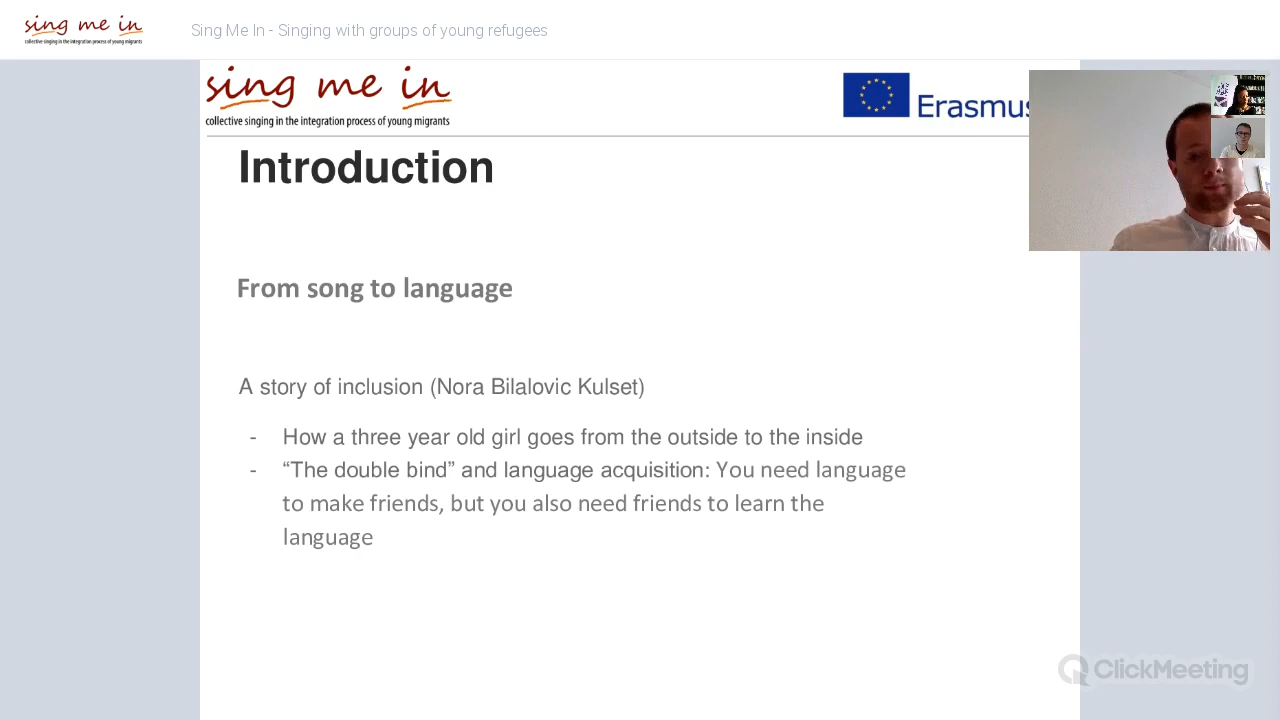 sing me in
collective singing in the integration process of young migrants
Sing Me In - Singing with groups of young refugees
sing me in
collective singing in the integration process of young migrants
Erasmus
Introduction
From song to language
A story of inclusion (Nora Bilalovic Kulset)
- How a three year old girl goes from the outside to the inside
- “The double bind” and language acquisition: You need language
to make friends, but you also need friends to learn the
language
ClickMeeting